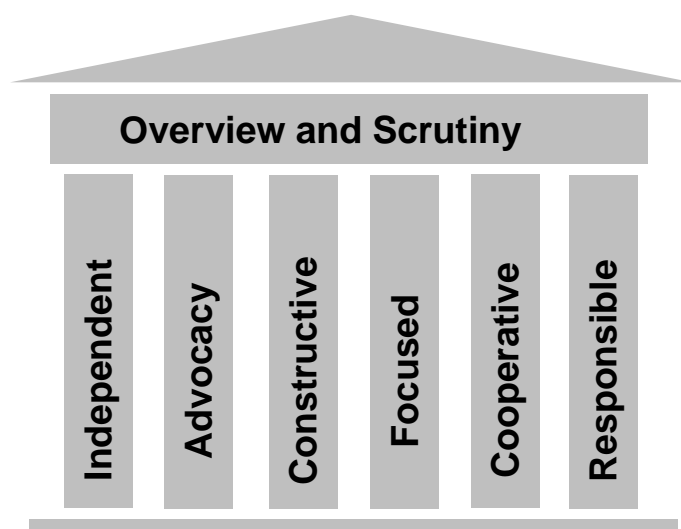 Overview and Scrutiny
Independent
Advocacy
Constructive
Focused
Cooperative
Responsible